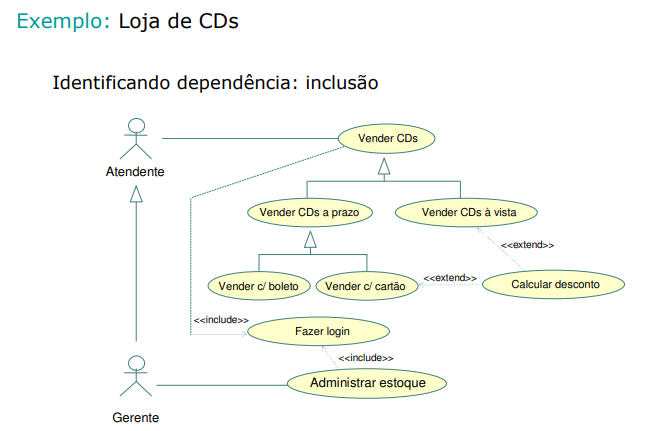 Exemplo: Loja de CDs
Identificando dependência: inclusão
Vender CDs
Atendente
Vender CDs a prazo
Vender CDs à vista
<<extend>>
Vender c/ boleto
Vender c/ cartão
<<extend>>
Calcular desconto
<<include>>
Fazer login
<<include>>
Administrar estoque
Gerente